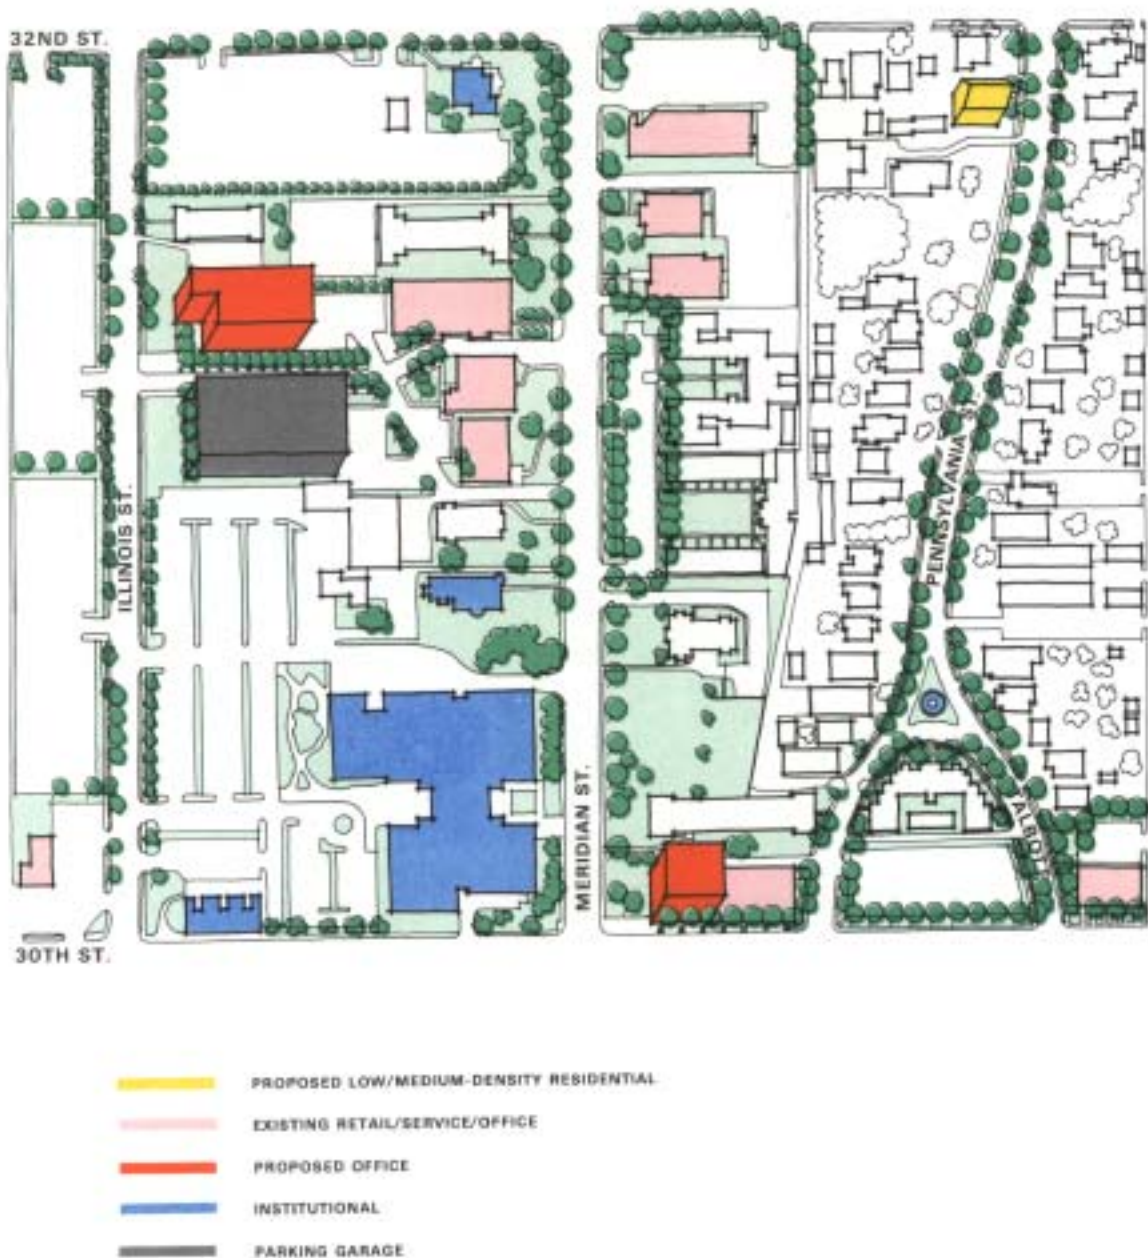 32ND ST.
ILLINOIS ST.
MERIDIAN ST.
PENNSYLVANIA ST.
TALBOTT
30TH ST.
PROPOSED LOW/MEDIUM-DENSITY RESIDENTIAL
EXISTING RETAIL/SERVICE/OFFICE
PROPOSED OFFICE
INSTITUTIONAL
PARKING GARAGE